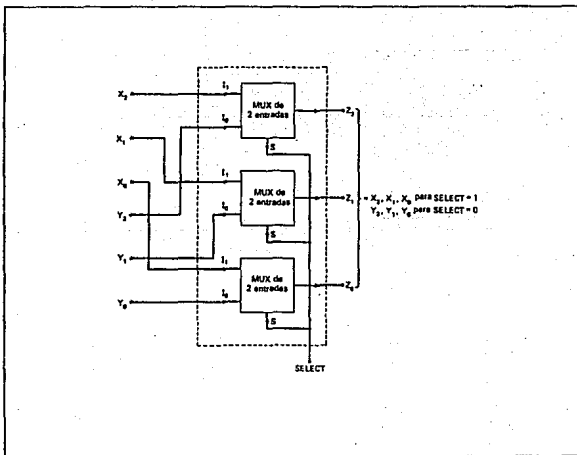 X₂
X₁
X₀
Y₂
Y₁
Y₀
I₁
I₀
MUX de
2 entradas
S
I₁
I₀
MUX de
2 entradas
S
I₁
I₀
MUX de
2 entradas
S
SELECT
Z₂
Z₁
Z₀
= X₂, X₁, X₀ para SELECT = 1
Y₂, Y₁, Y₀ para SELECT = 0